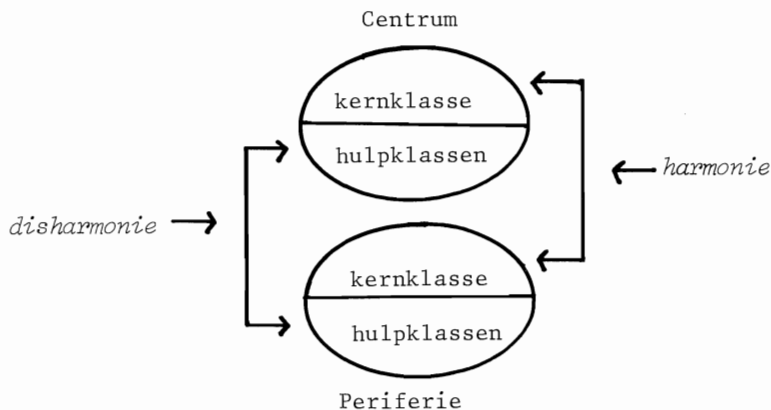 Centrum
kernklasse
hulpklassen
harmonie
disharmonie
kernklasse
hulpklassen
Periferie